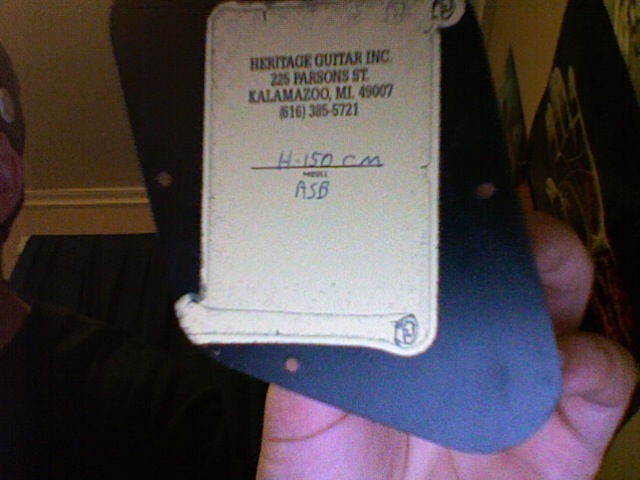 HERITAGE GUITAR INC.
225 PARSONS ST.
KALAMAZOO, MI. 49007
(616) 385-5721
H-150 CM
MODEL
ASB